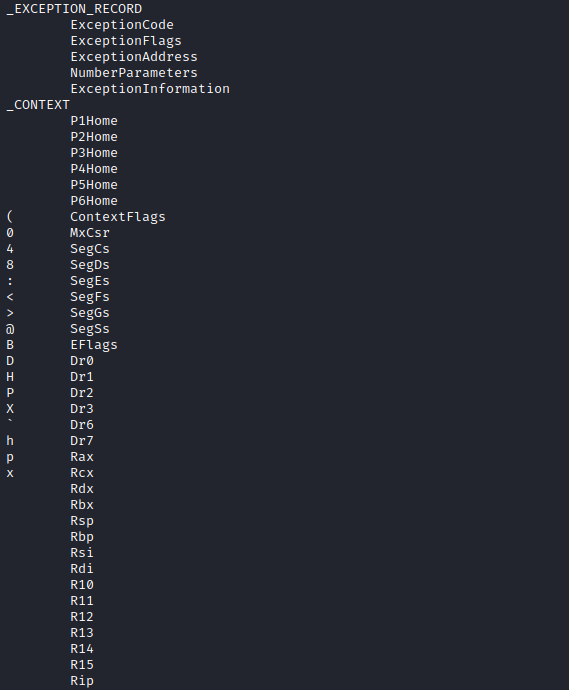 _EXCEPTION_RECORD
ExceptionCode
ExceptionFlags
ExceptionAddress
NumberParameters
ExceptionInformation
_CONTEXT
P1Home
P2Home
P3Home
P4Home
P5Home
P6Home
( ContextFlags
0 MxCsr
4 SegCs
8 SegDs
: SegEs
< SegFs
> SegGs
@ SegSs
B EFlags
D Dr0
H Dr1
P Dr2
X Dr3
` Dr6
h Dr7
p Rax
x Rcx
Rdx
Rbx
Rsp
Rbp
Rsi
Rdi
R10
R11
R12
R13
R14
R15
Rip